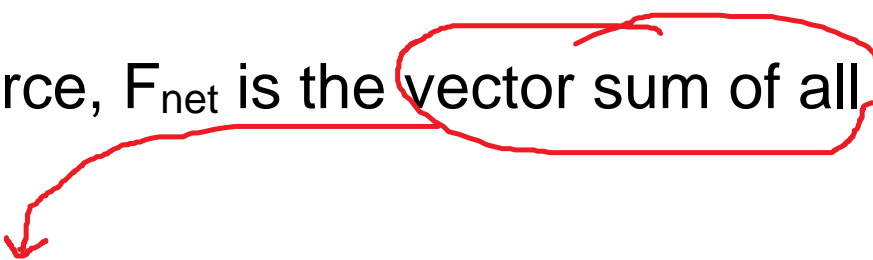 rce, Fnet is the vector sum of all